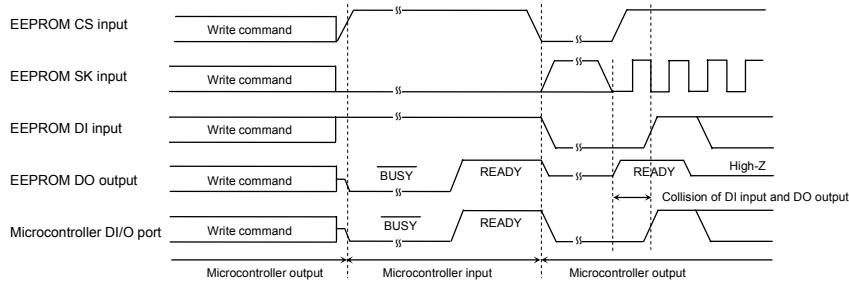 EEPROM CS input
Write command
EEPROM SK input
Write command
EEPROM DI input
Write command
EEPROM DO output
Write command
BUSY
READY
READY
High-Z
Collision of DI input and DO output
Microcontroller DI/O port
Write command
BUSY
READY
Microcontroller output
Microcontroller input
Microcontroller output